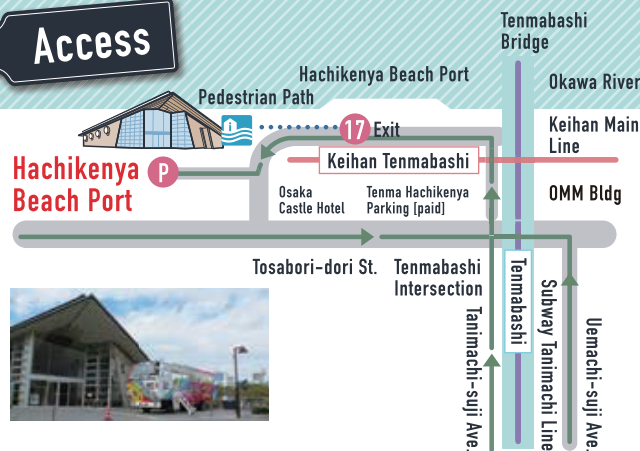 Access
Tenmabashi
Bridge
Hachikenya Beach Port
Okawa River
Pedestrian Path
17 Exit
Keihan Main
Line
Keihan Tenmabashi
Hachikenya
Beach Port
P
Osaka
Castle Hotel
Tenma Hachikenya
Parking [paid]
OMM Bldg
Tosabori-dori St.
Tenmabashi
Intersection
Tenmabashi
Tanimachi-suji Ave.
Subway Tanimachi Line
Uemachi-suji Ave.